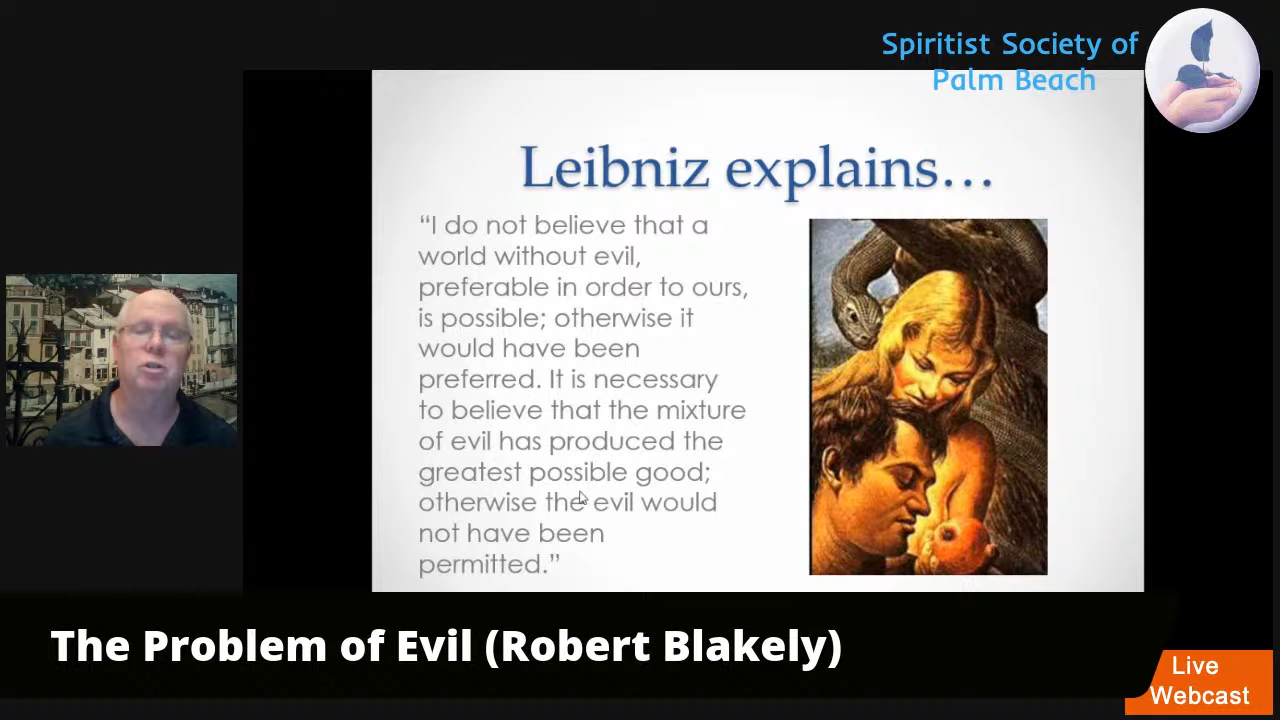 Spiritist Society of
Palm Beach
Leibniz explains…
“I do not believe that a
world without evil,
preferable in order to ours,
is possible; otherwise it
would have been
preferred. It is necessary
to believe that the mixture
of evil has produced the
greatest possible good;
otherwise the evil would
not have been
permitted.”
The Problem of Evil (Robert Blakely)
Live
Webcast